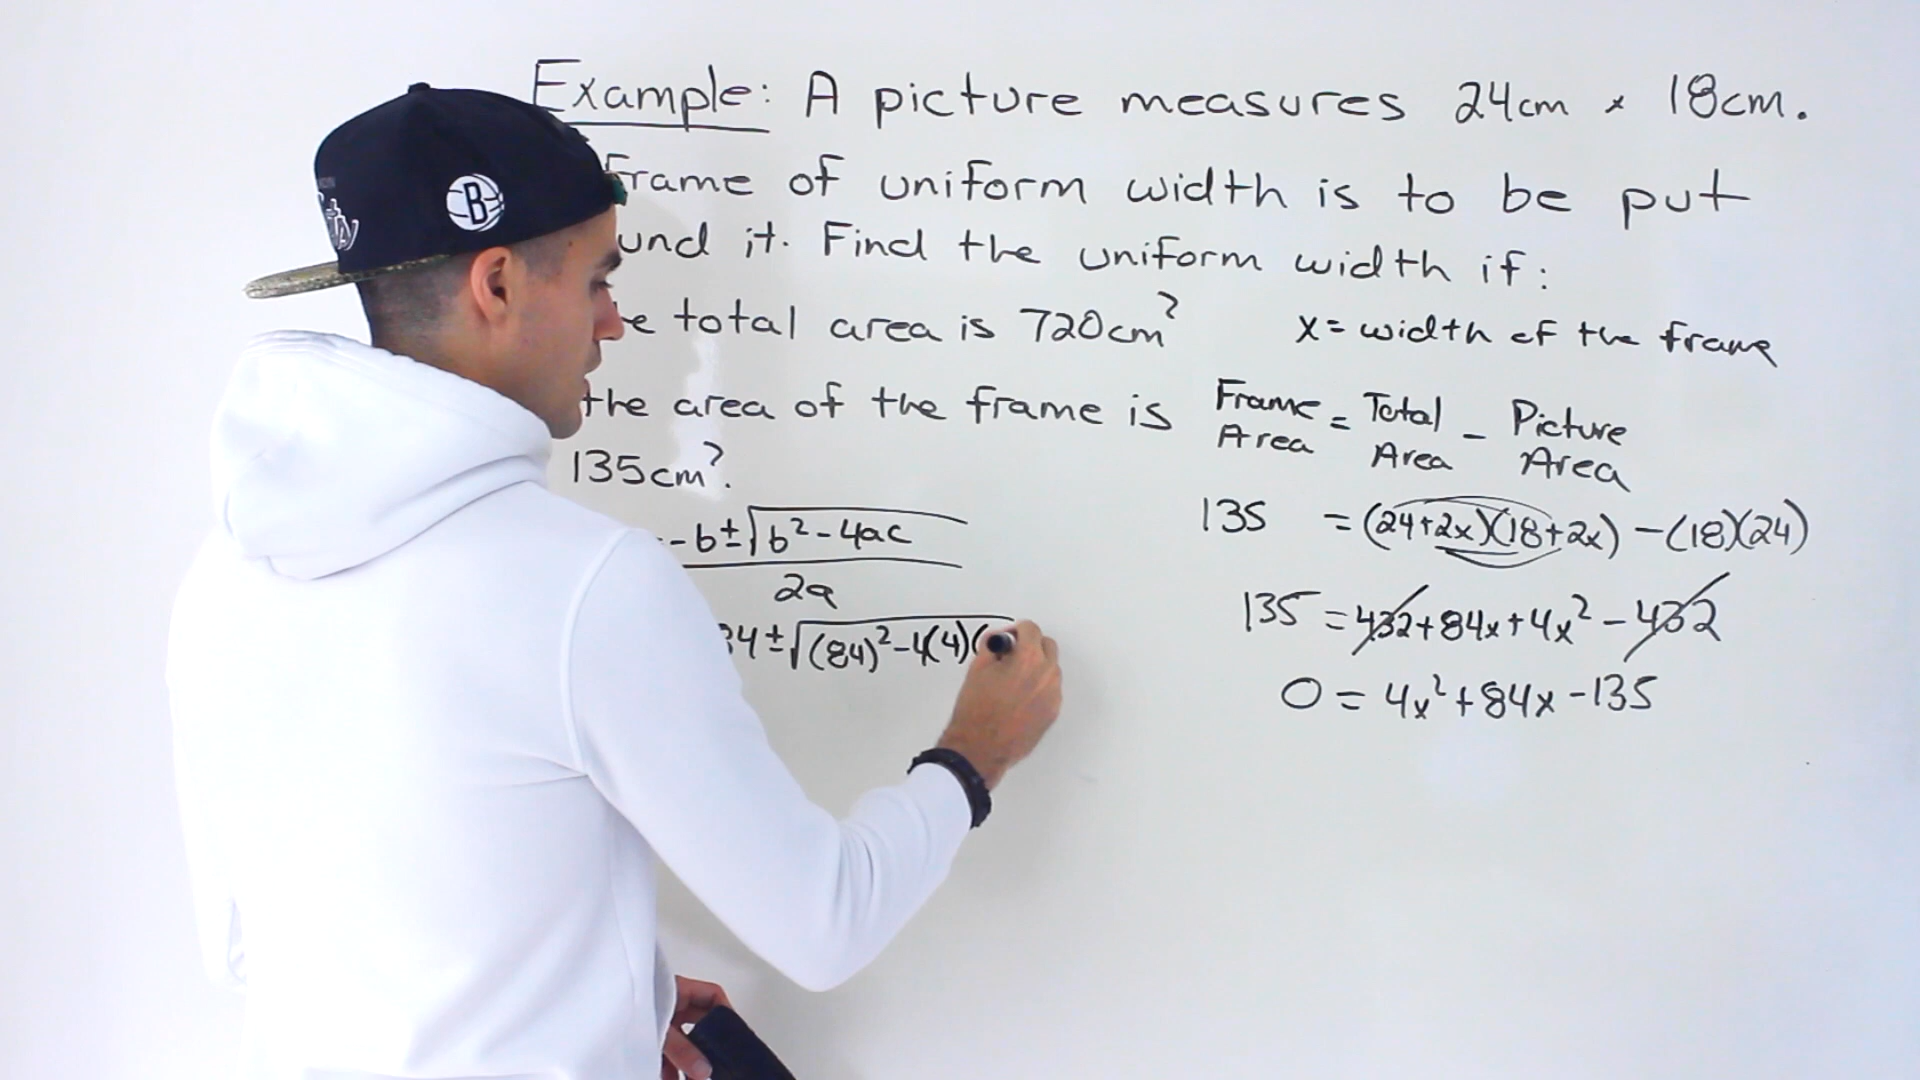 Example: A picture measures 24cm x 18cm.
Frame of uniform width is to be put
und it. Find the uniform width if:
e total area is 720cm²
x = width of the frame
the area of the frame is
135cm².
Frame Area = Total Area - Picture Area
135 = (24+2x)(18+2x) - (18)(24)
135 = 432+84x+4x² - 432
0 = 4x²+84x-135
-b±√b²-4ac
2a
84±√(84)²-4(4)(
B